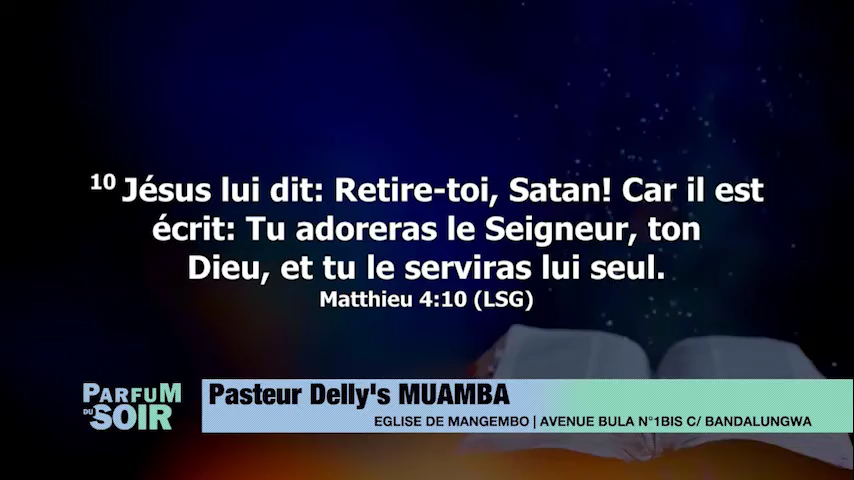 10 Jésus lui dit: Retire-toi, Satan! Car il est
écrit: Tu adoreras le Seigneur, ton
Dieu, et tu le serviras lui seul.
Matthieu 4:10 (LSG)
PARFUM
DU SOIR
Pasteur Delly's MUAMBA
EGLISE DE MANGEMBO | AVENUE BULA N°1BIS C/ BANDALUNGWA